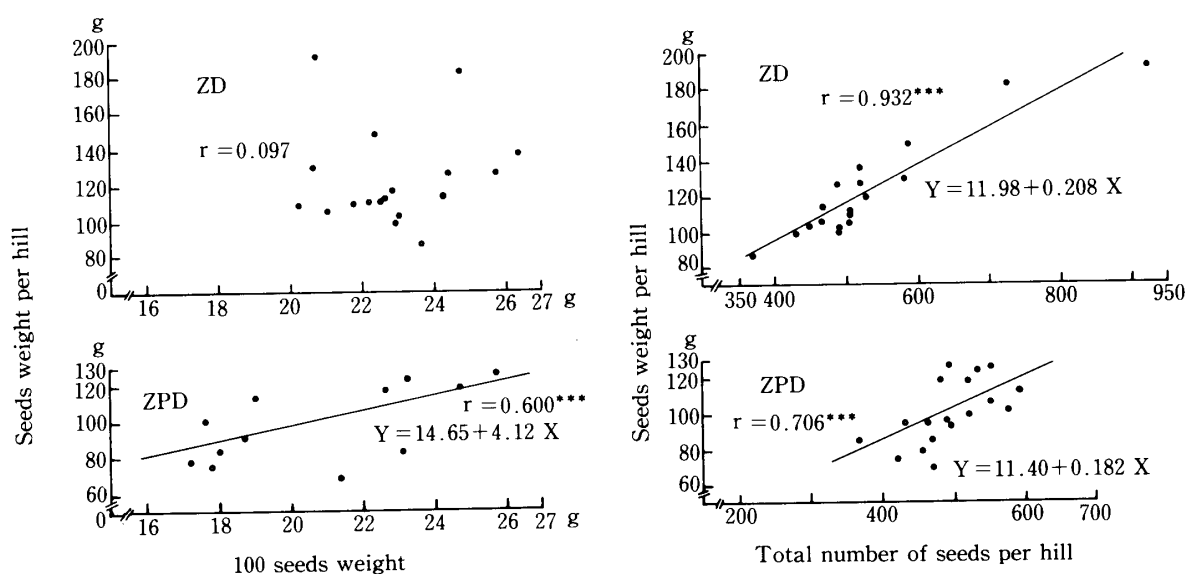 g
200
180
160
140
120
100
80
0
ZD
r = 0.097
16 18 20 22 24 26 27 g
g
130
120
100
80
60
0
ZPD
r = 0.600***
Y = 14.65 + 4.12 X
16 18 20 22 24 26 27 g
100 seeds weight
Seeds weight per hill
g
200
180
160
140
120
100
80
0
ZD
r = 0.932***
Y = 11.98 + 0.208 X
350 400 600 800 950
g
130
120
100
80
60
0
ZPD
r = 0.706***
Y = 11.40 + 0.182 X
200 400 600 700
Total number of seeds per hill
Seeds weight per hill